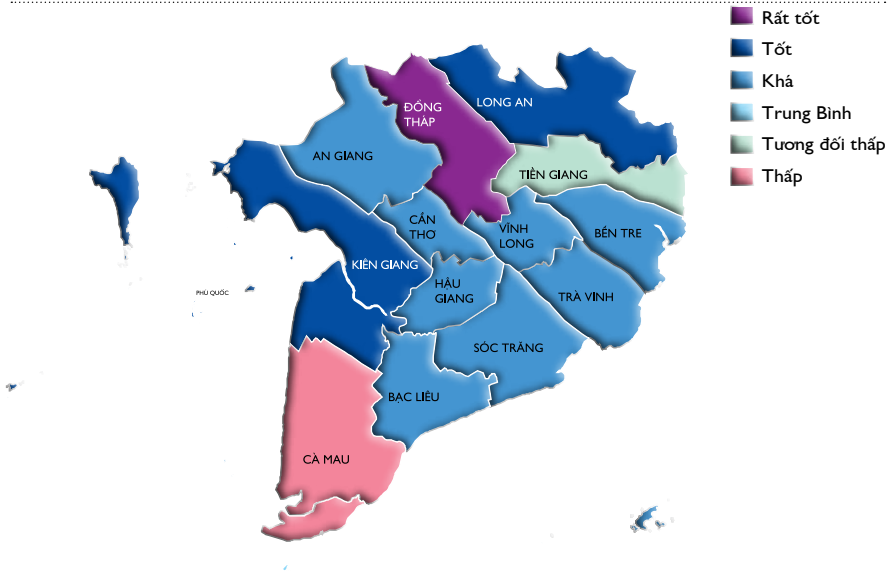 Rất tốt
Tốt
Khá
Trung Bình
Tương đối thấp
Thấp
LONG AN
ĐỒNG
THÁP
AN GIANG
TIỀN GIANG
CẦN
THƠ
VĨNH
LONG
BẾN TRE
KIÊN GIANG
HẬU
GIANG
PHÚ QUỐC
TRÀ VINH
SÓC TRĂNG
BẠC LIÊU
CÀ MAU